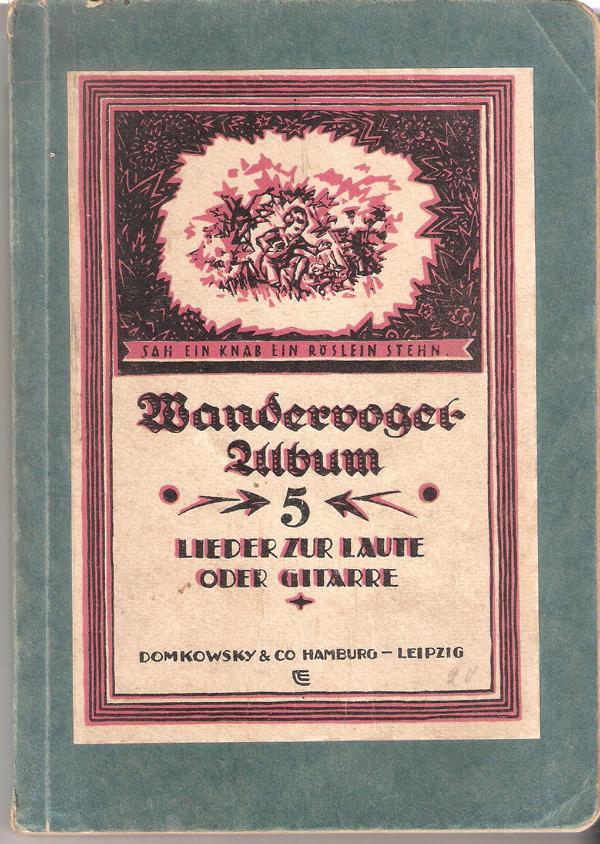 SAH EIN KNAB EIN RÖSLEIN STEHN.
Wandervogel-
Album
5
LIEDER ZUR LAUTE
ODER GITARRE
DOMKOWSKY & CO HAMBURG – LEIPZIG